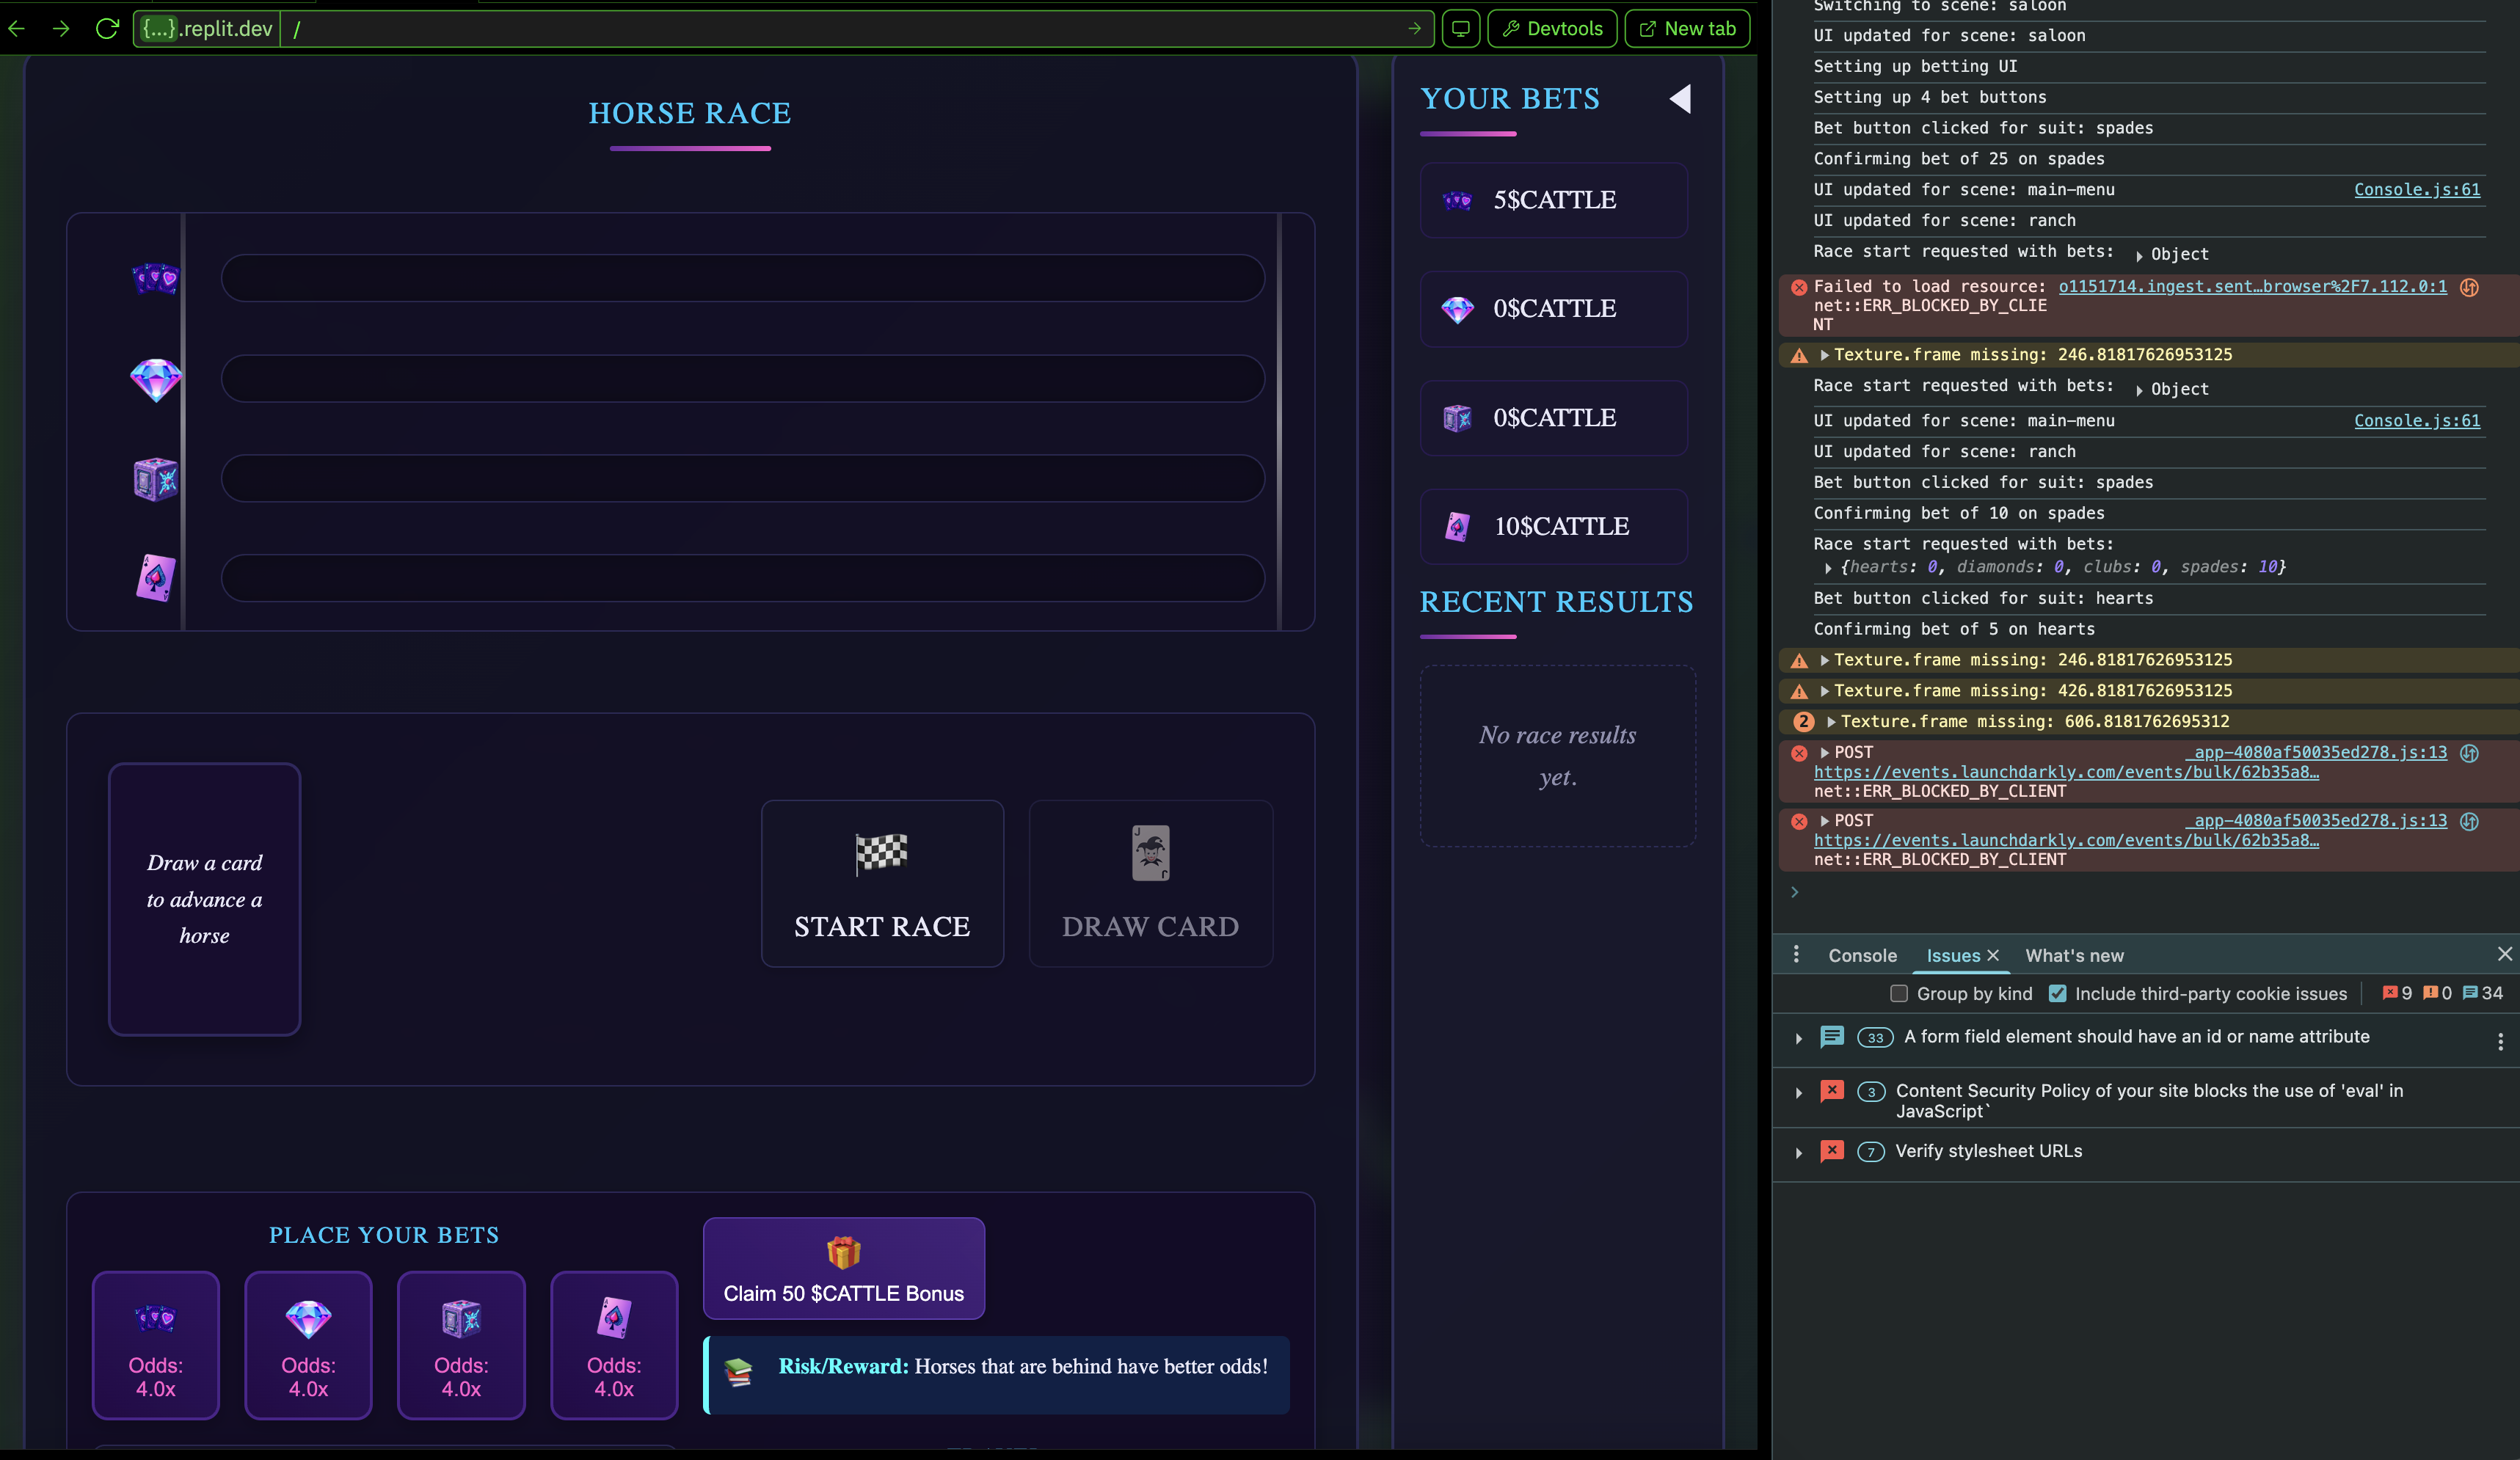 {...}.replit.dev /
Devtools
New tab
HORSE RACE
Draw a card
to advance a
horse
START RACE
DRAW CARD
PLACE YOUR BETS
Odds:
4.0x
Odds:
4.0x
Odds:
4.0x
Odds:
4.0x
Claim 50 $CATTLE Bonus
Risk/Reward: Horses that are behind have better odds!
YOUR BETS
5$CATTLE
0$CATTLE
0$CATTLE
10$CATTLE
RECENT RESULTS
No race results
yet.
Switching to scene: saloon
UI updated for scene: saloon
Setting up betting UI
Setting up 4 bet buttons
Bet button clicked for suit: spades
Confirming bet of 25 on spades
UI updated for scene: main-menu Console.js:61
UI updated for scene: ranch
Race start requested with bets: Object
Failed to load resource: o1151714.ingest.sent…browser%2F7.112.0:1
net::ERR_BLOCKED_BY_CLIE
NT
Texture.frame missing: 246.81817626953125
Race start requested with bets: Object
UI updated for scene: main-menu Console.js:61
UI updated for scene: ranch
Bet button clicked for suit: spades
Confirming bet of 10 on spades
Race start requested with bets:
{hearts: 0, diamonds: 0, clubs: 0, spades: 10}
Bet button clicked for suit: hearts
Confirming bet of 5 on hearts
Texture.frame missing: 246.81817626953125
Texture.frame missing: 426.81817626953125
2 Texture.frame missing: 606.8181762695312
POST _app-4080af50035ed278.js:13
https://events.launchdarkly.com/events/bulk/62b35a8…
net::ERR_BLOCKED_BY_CLIENT
POST _app-4080af50035ed278.js:13
https://events.launchdarkly.com/events/bulk/62b35a8…
net::ERR_BLOCKED_BY_CLIENT
Console Issues What's new
Group by kind Include third-party cookie issues 9 0 34
33 A form field element should have an id or name attribute
3 Content Security Policy of your site blocks the use of 'eval' in
JavaScript`
7 Verify stylesheet URLs